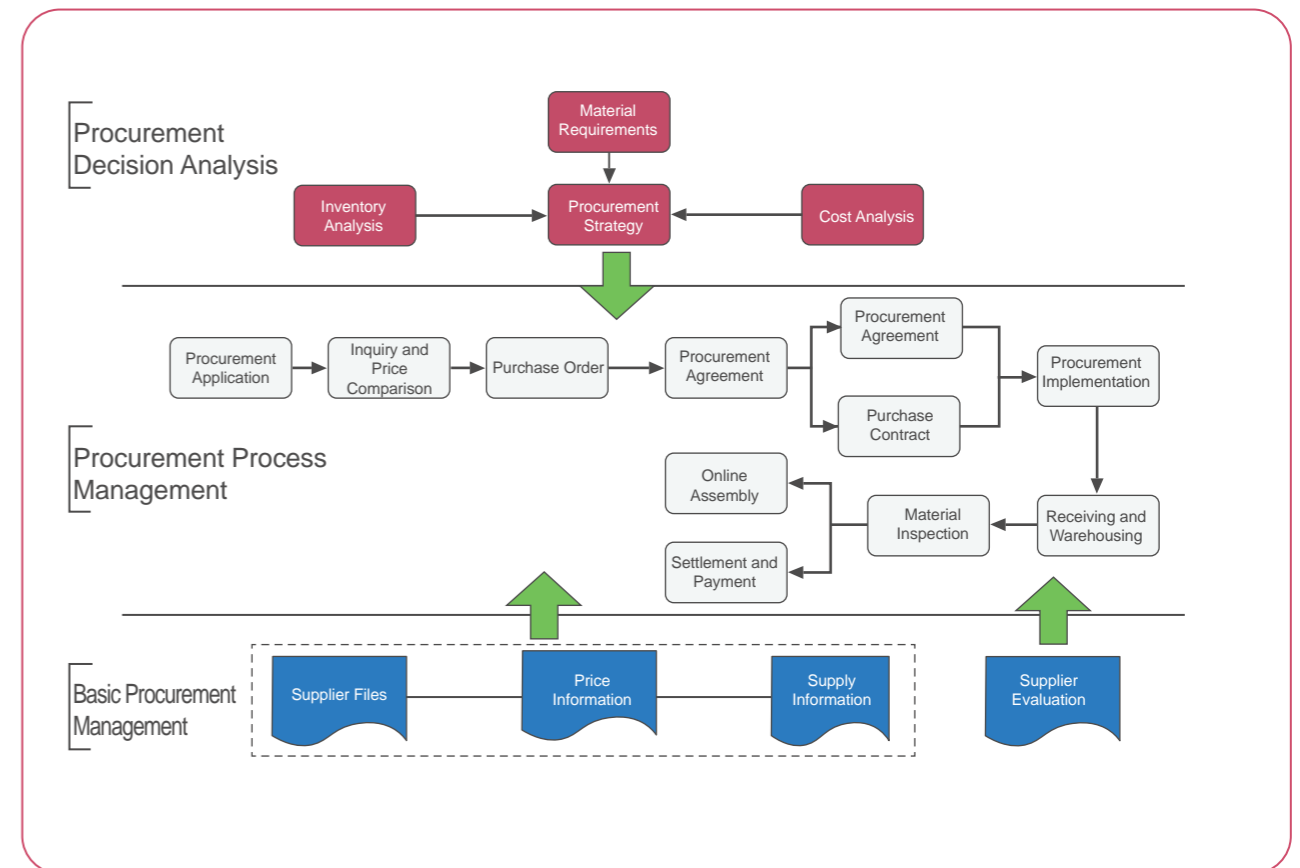 Procurement
Decision Analysis
Material
Requirements
Inventory
Analysis
Procurement
Strategy
Cost Analysis
Procurement Process
Management
Procurement
Application
Inquiry and
Price
Comparison
Purchase Order
Procurement
Agreement
Procurement
Agreement
Purchase
Contract
Procurement
Implementation
Online
Assembly
Settlement and
Payment
Material
Inspection
Receiving and
Warehousing
Basic Procurement
Management
Supplier Files
Price
Information
Supply
Information
Supplier
Evaluation